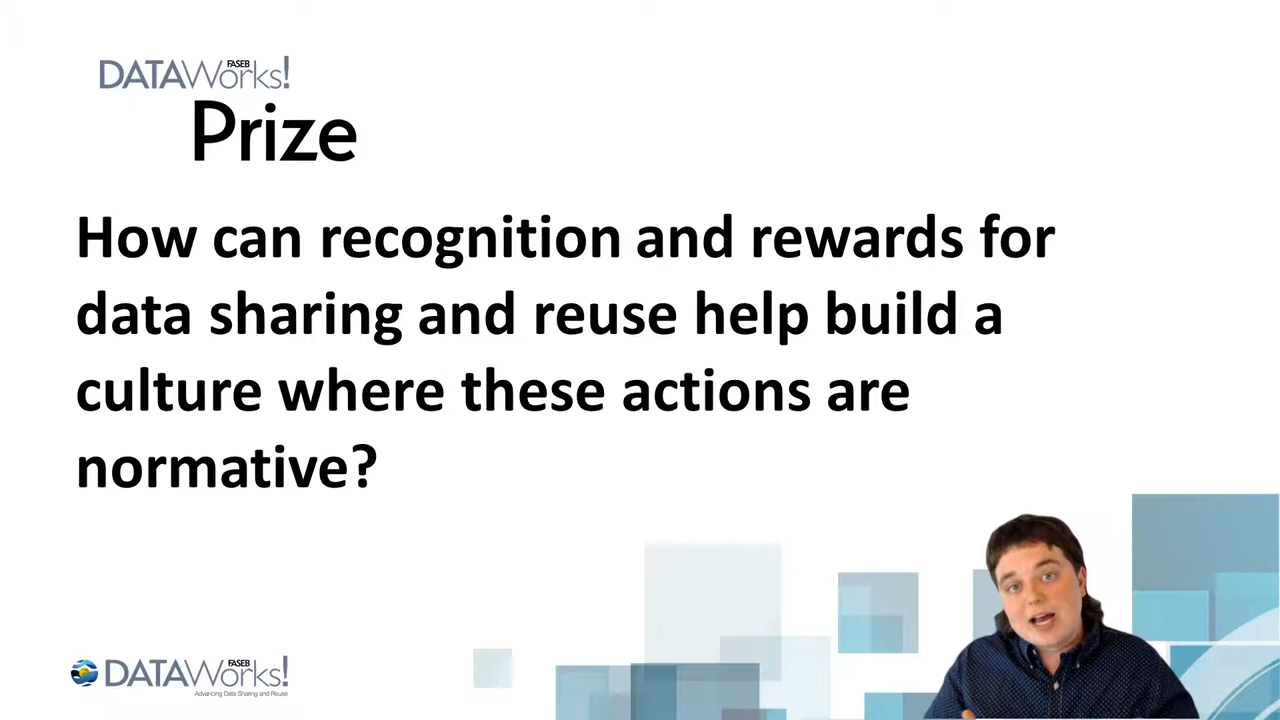 FASEB
DATAWorks!
Prize
How can recognition and rewards for
data sharing and reuse help build a
culture where these actions are
normative?
FASEB
DATAWorks!
Advancing Data Sharing and Reuse